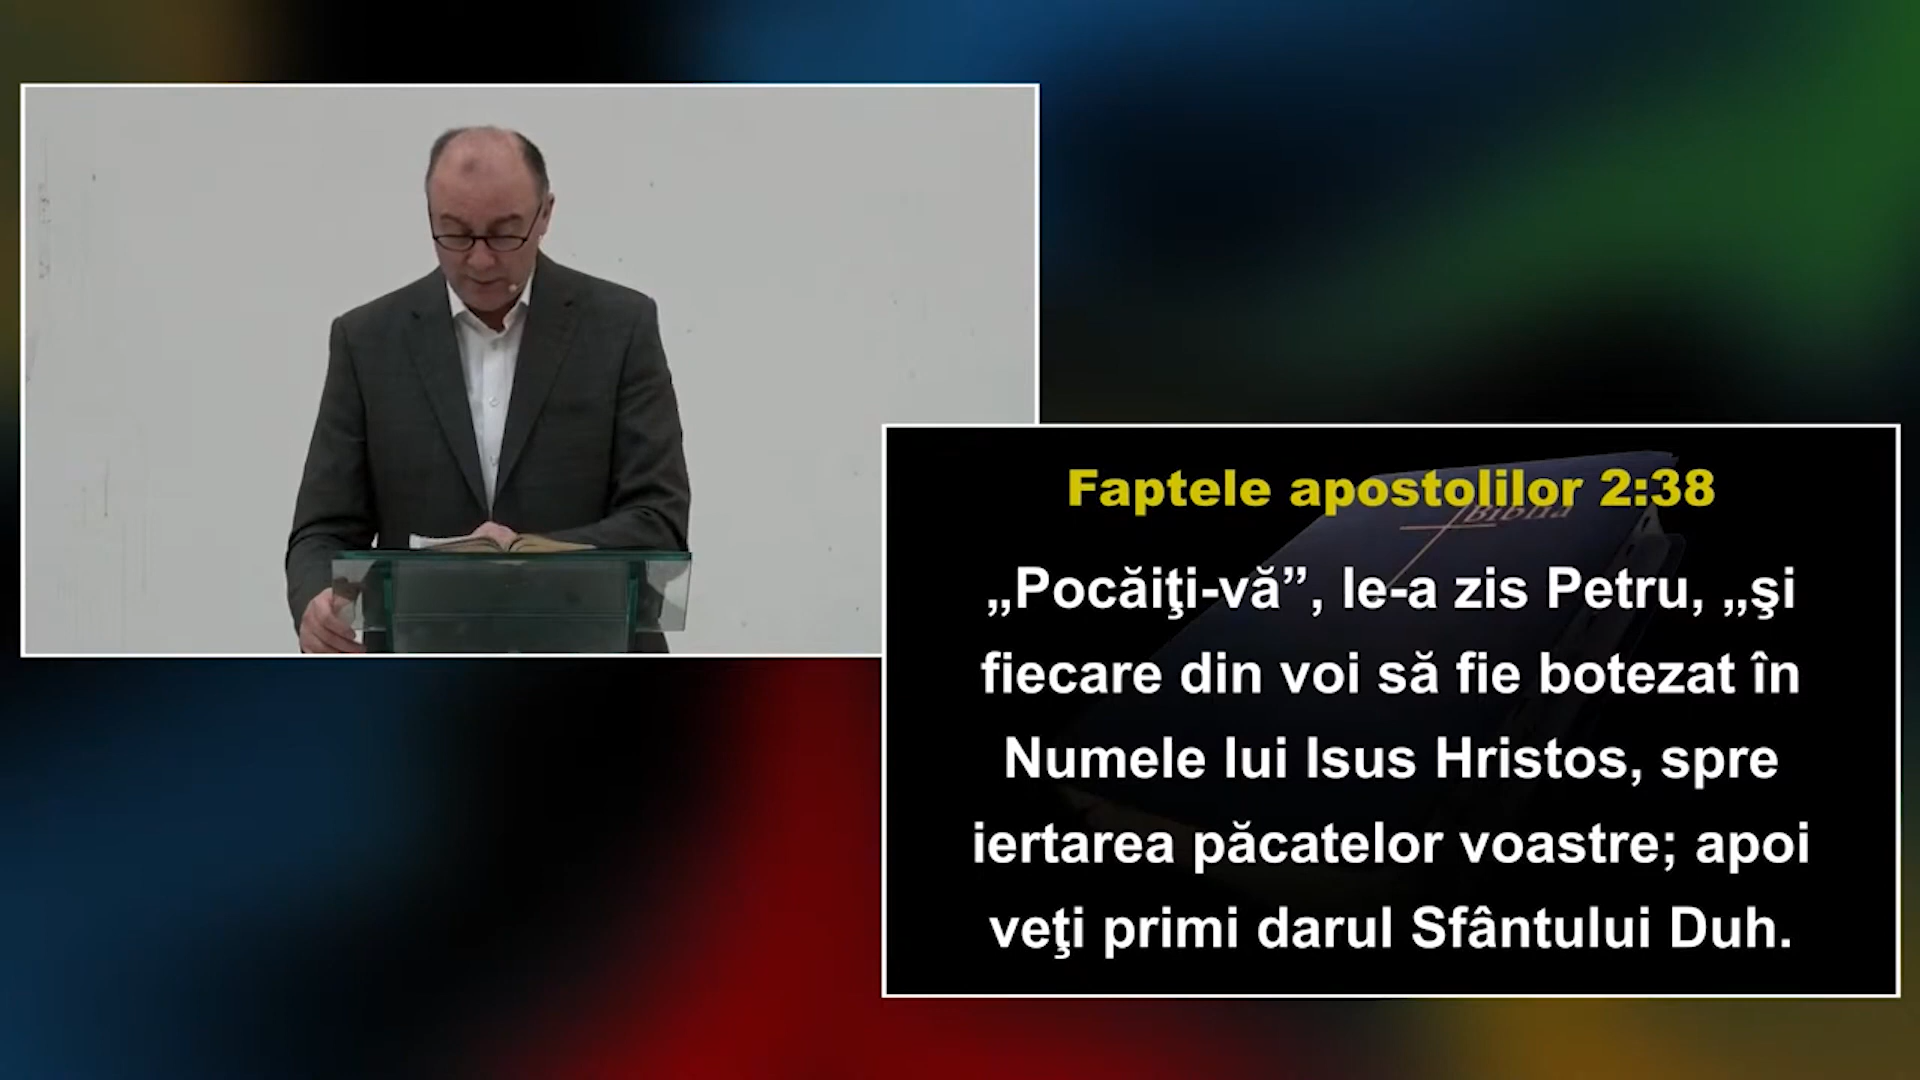 Faptele apostolilor 2:38
Biblia
„Pocăiţi-vă”, le-a zis Petru, „şi
fiecare din voi să fie botezat în
Numele lui Isus Hristos, spre
iertarea păcatelor voastre; apoi
veţi primi darul Sfântului Duh.